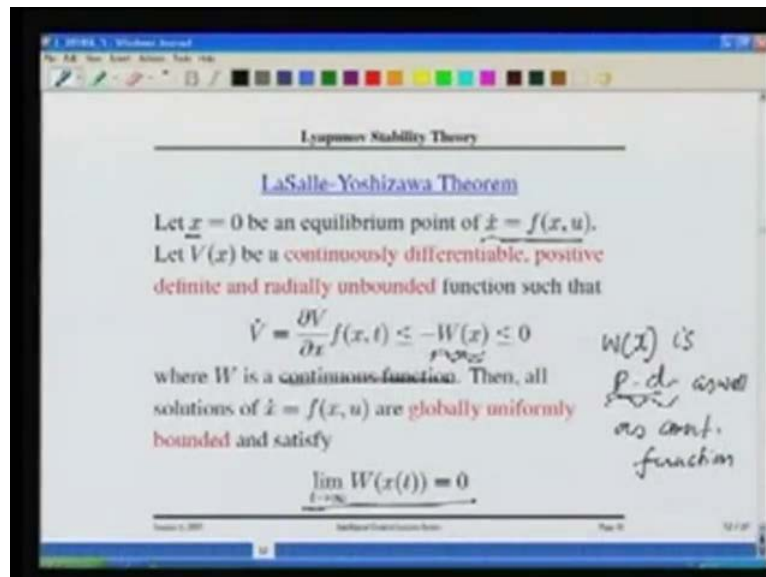 Lyapunov Stability Theory
LaSalle-Yoshizawa Theorem
Let x = 0 be an equilibrium point of ẋ = f(x, u).
Let V(x) be a continuously differentiable, positive
definite and radially unbounded function such that
V̇ = ∂V/∂x f(x, t) ≤ −W(x) ≤ 0
where W is a continuous function. Then, all
solutions of ẋ = f(x, u) are globally uniformly
bounded and satisfy
lim t→∞ W(x(t)) = 0
W(x) is
p.d. as well
as cont.
function